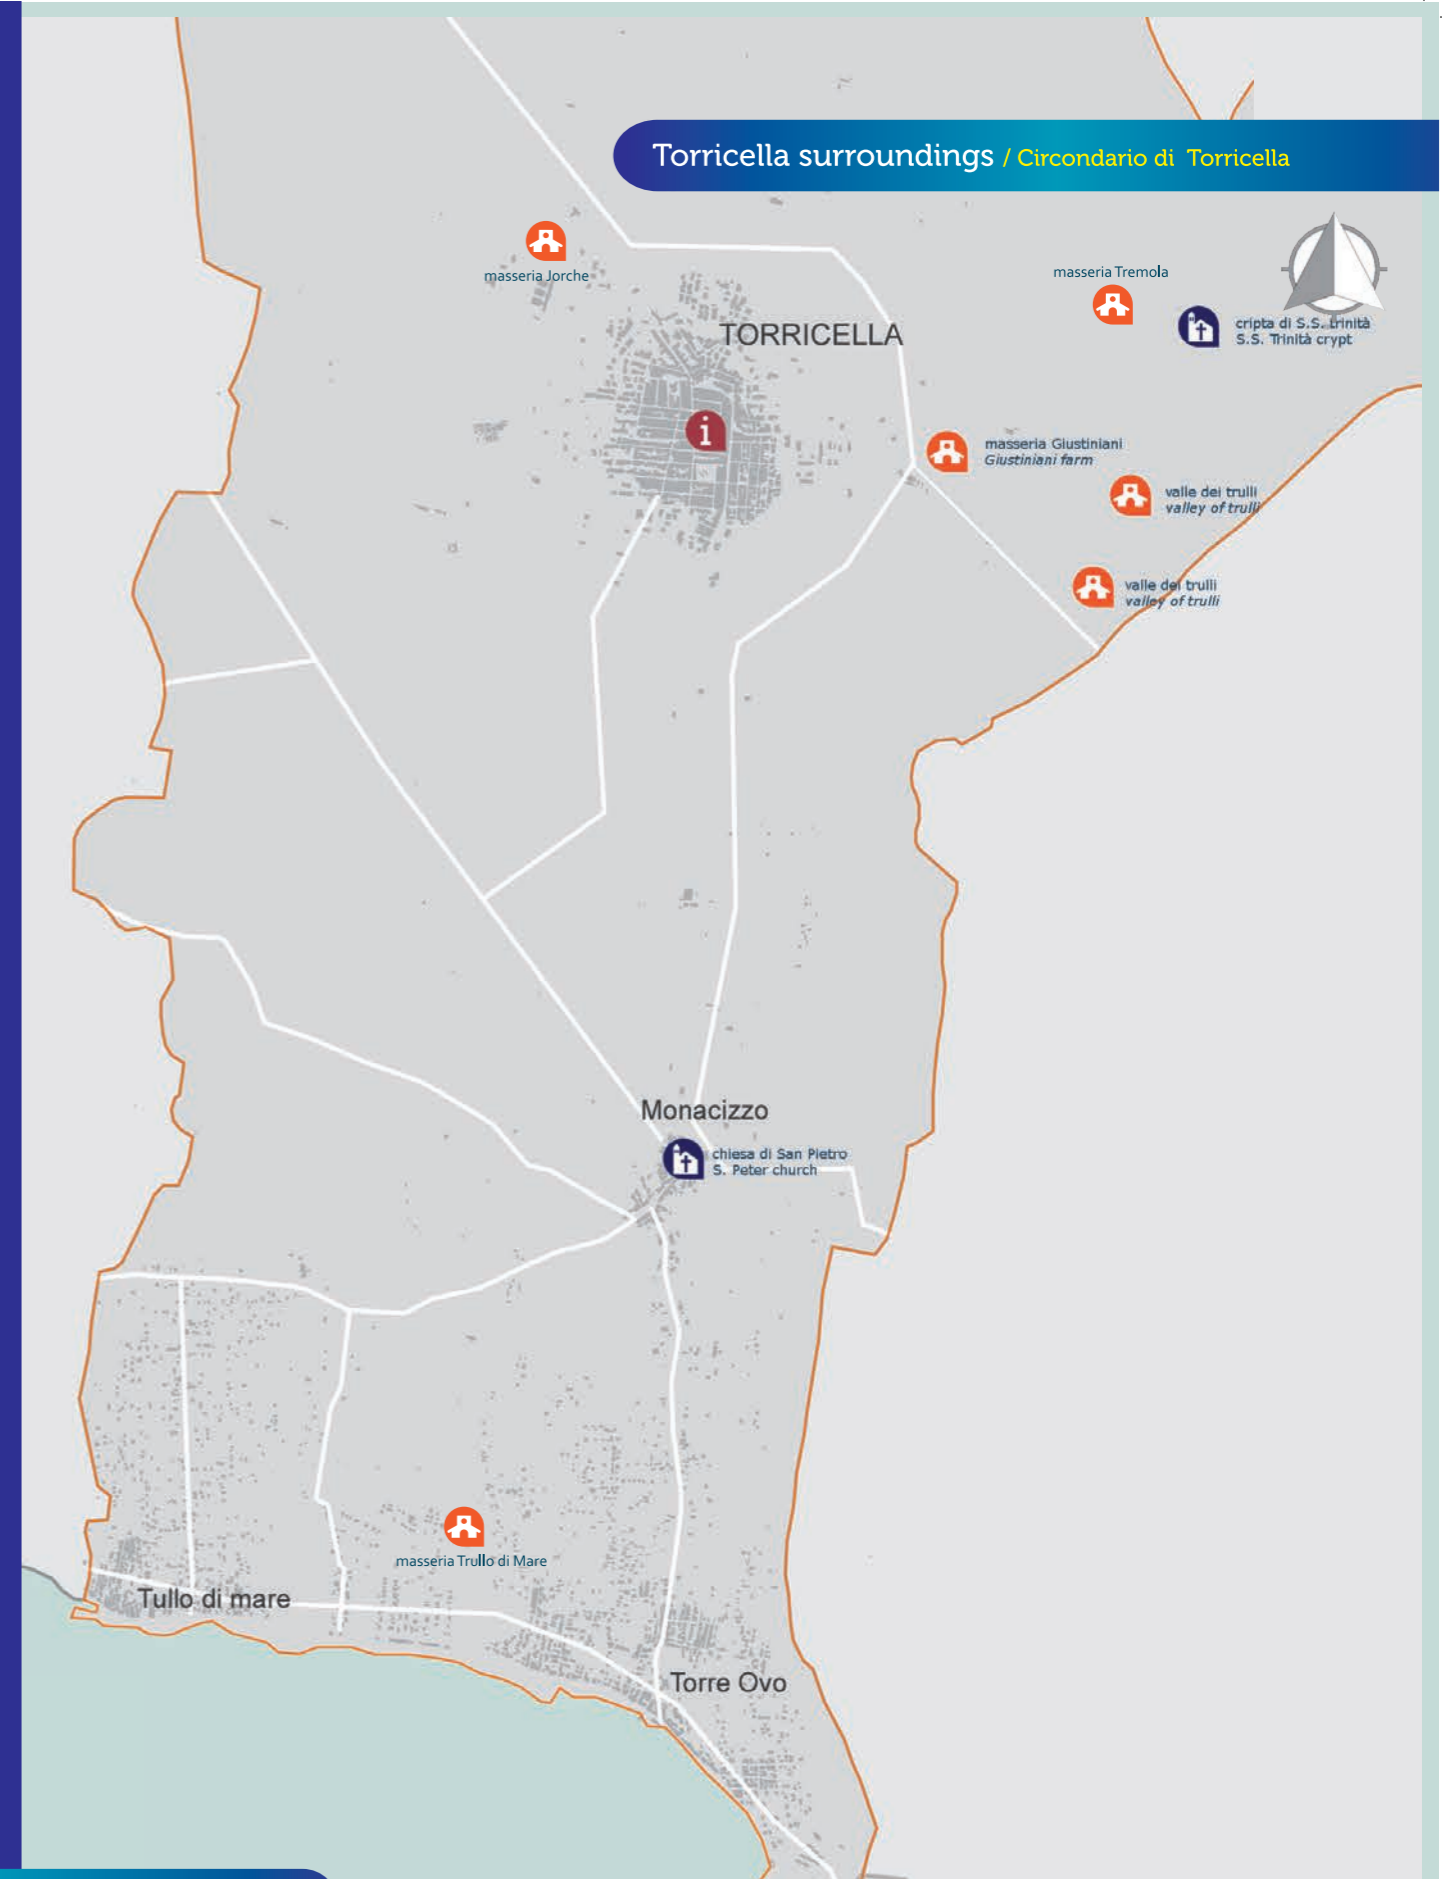 Torricella surroundings / Circondario di Torricella
masseria Jorche
masseria Tremola
cripta di S.S. trinità
S.S. Trinità crypt
TORRICELLA
i
masseria Giustiniani
Giustiniani farm
valle dei trulli
valley of trulli
valle dei trulli
valley of trulli
Monacizzo
chiesa di San Pietro
S. Peter church
masseria Trullo di Mare
Tullo di mare
Torre Ovo